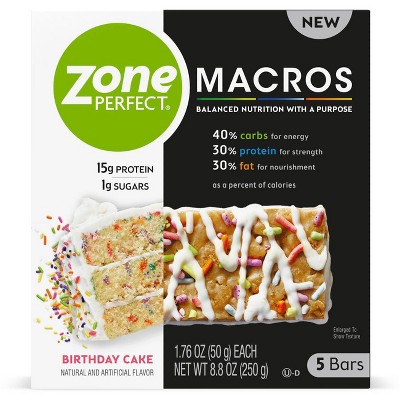 NEW
zone
PERFECT®
MACROS
BALANCED NUTRITION WITH A PURPOSE
40% carbs for energy
30% protein for strength
30% fat for nourishment
as a percent of calories
15g PROTEIN
1g SUGARS
BIRTHDAY CAKE
NATURAL AND ARTIFICIAL FLAVOR
1.76 OZ (50 g) EACH
NET WT 8.8 OZ (250 g)
Enlarged To
Show Texture
U-D
5 Bars